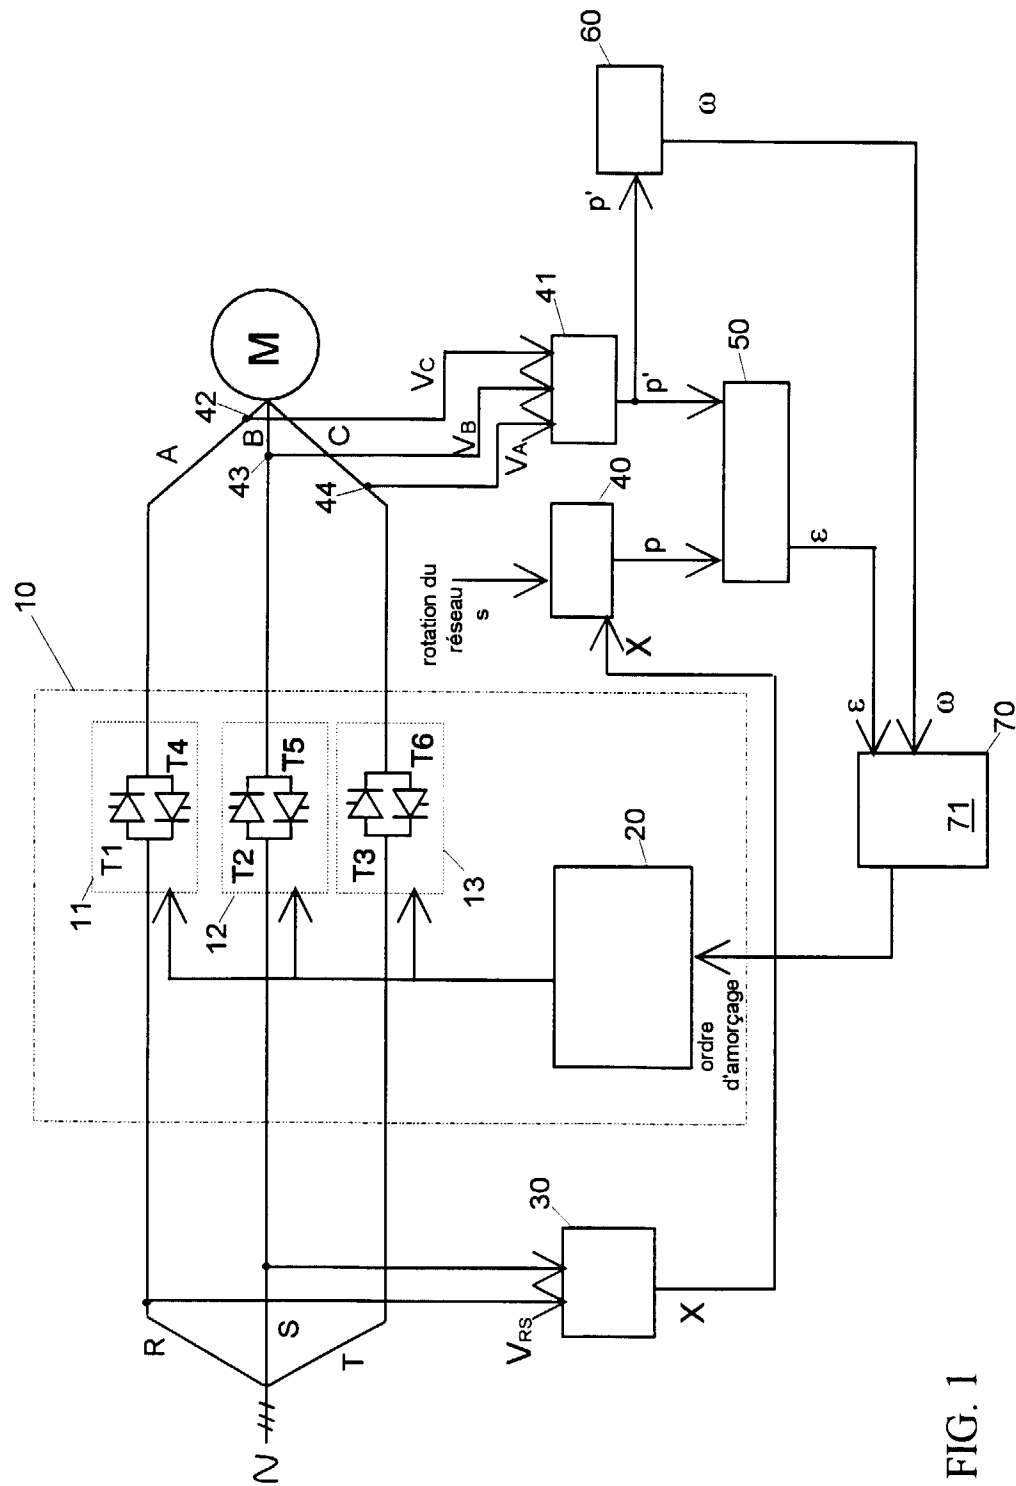 10
11
T1
T4
12
T2
T5
T3
T6
13
R
S
T
N
A
B
C
42
43
44
M
VC
VB
VA
41
p'
p'
60
ω
50
40
p
rotation du
réseau
s
X
ε
ε
ω
70
71
20
ordre
d'amorçage
30
VRS
X
FIG. 1